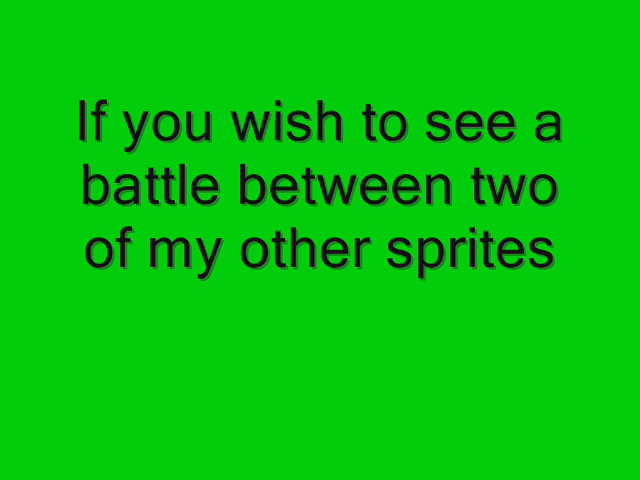 If you wish to see a
battle between two
of my other sprites